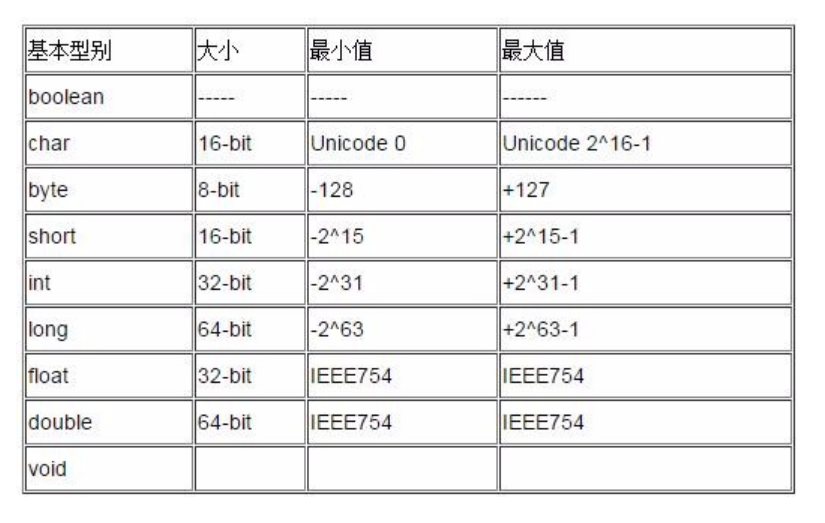 基本型别 大小 最小值 最大值
boolean ----- ----- ------
char 16-bit Unicode 0 Unicode 2^16-1
byte 8-bit -128 +127
short 16-bit -2^15 +2^15-1
int 32-bit -2^31 +2^31-1
long 64-bit -2^63 +2^63-1
float 32-bit IEEE754 IEEE754
double 64-bit IEEE754 IEEE754
void